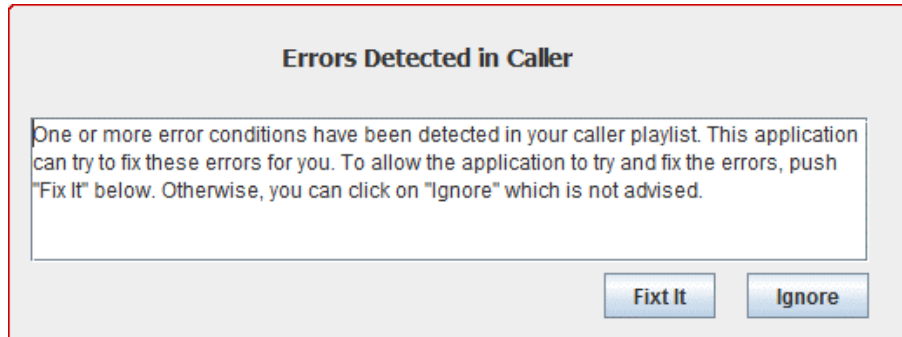 Errors Detected in Caller
One or more error conditions have been detected in your caller playlist. This application
can try to fix these errors for you. To allow the application to try and fix the errors, push
"Fix It" below. Otherwise, you can click on "Ignore" which is not advised.
Fixt It
Ignore